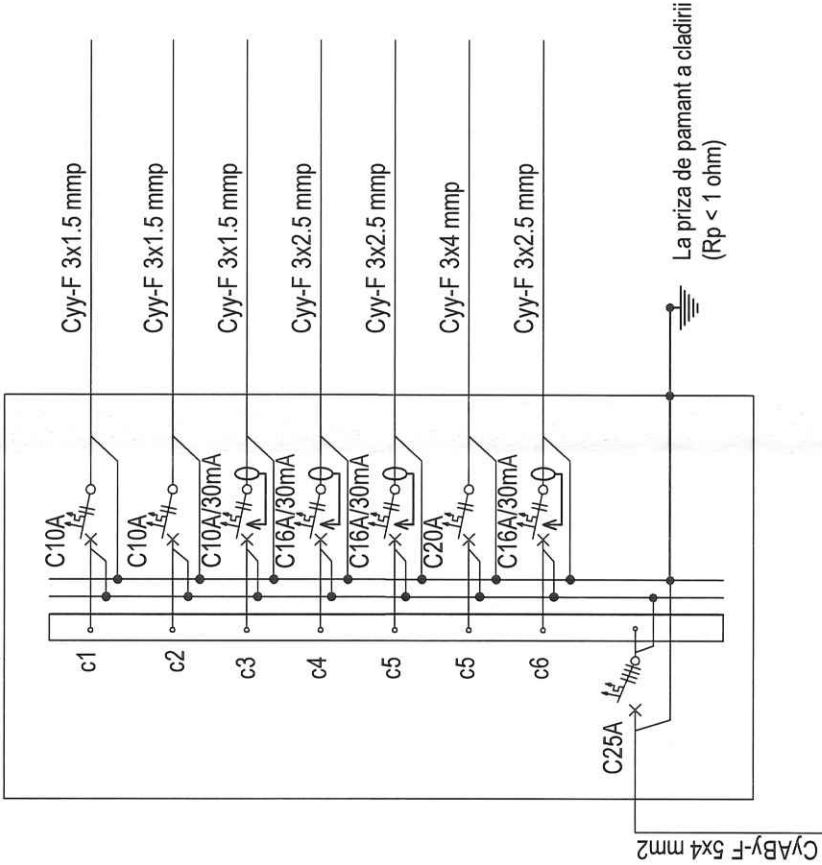 c1
C10A
Cyy-F 3x1.5 mmp
c2
C10A
Cyy-F 3x1.5 mmp
c3
C10A/30mA
Cyy-F 3x1.5 mmp
c4
C16A/30mA
Cyy-F 3x2.5 mmp
c5
C16A/30mA
Cyy-F 3x2.5 mmp
c5
C20A
Cyy-F 3x4 mmp
c6
C16A/30mA
Cyy-F 3x2.5 mmp
C25A
CyABy-F 5x4 mm2
La priza de pamant a cladirii
(Rp < 1 ohm)